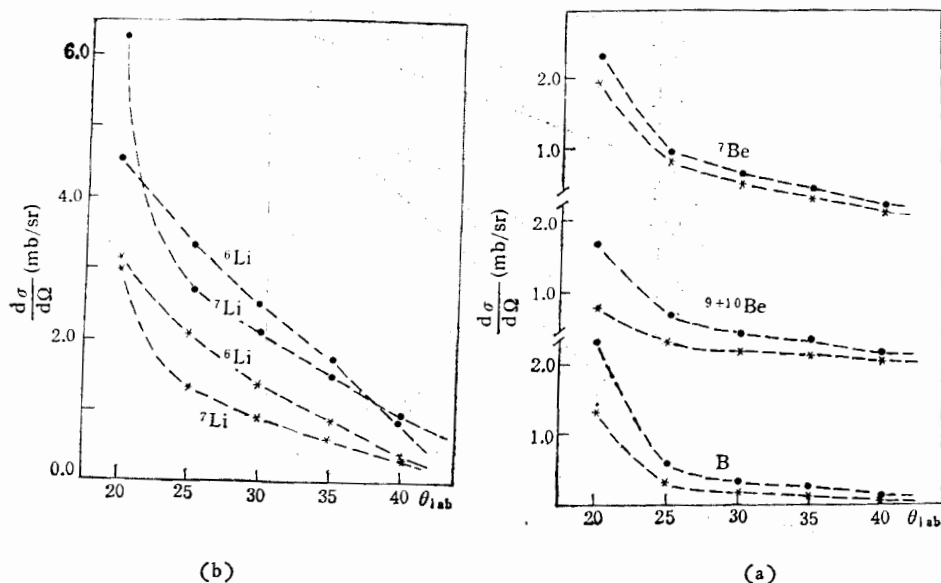 6.0
4.0
2.0
0.0
dσ/dΩ (mb/sr)
⁶Li
⁷Li
⁶Li
⁷Li
20 25 30 35 40 θlab
(b)
2.0
1.0
2.0
1.0
2.0
1.0
dσ/dΩ (mb/sr)
⁷Be
⁹⁺¹⁰Be
B
20 25 30 35 40 θlab
(a)